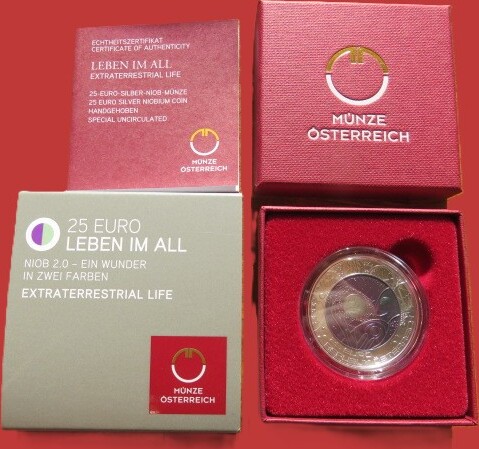 ECHTHEITSZERTIFIKAT
CERTIFICATE OF AUTHENTICITY
LEBEN IM ALL
EXTRATERRESTRIAL LIFE
25-EURO-SILBER-NIOB-MÜNZE
25 EURO SILVER NIOBIUM COIN
HANDGEHOBEN
SPECIAL UNCIRCULATED
MÜNZE
ÖSTERREICH
MÜNZE
ÖSTERREICH
25 EURO
LEBEN IM ALL
NIOB 2.0 – EIN WUNDER
IN ZWEI FARBEN
EXTRATERRESTRIAL LIFE
MÜNZE
ÖSTERREICH